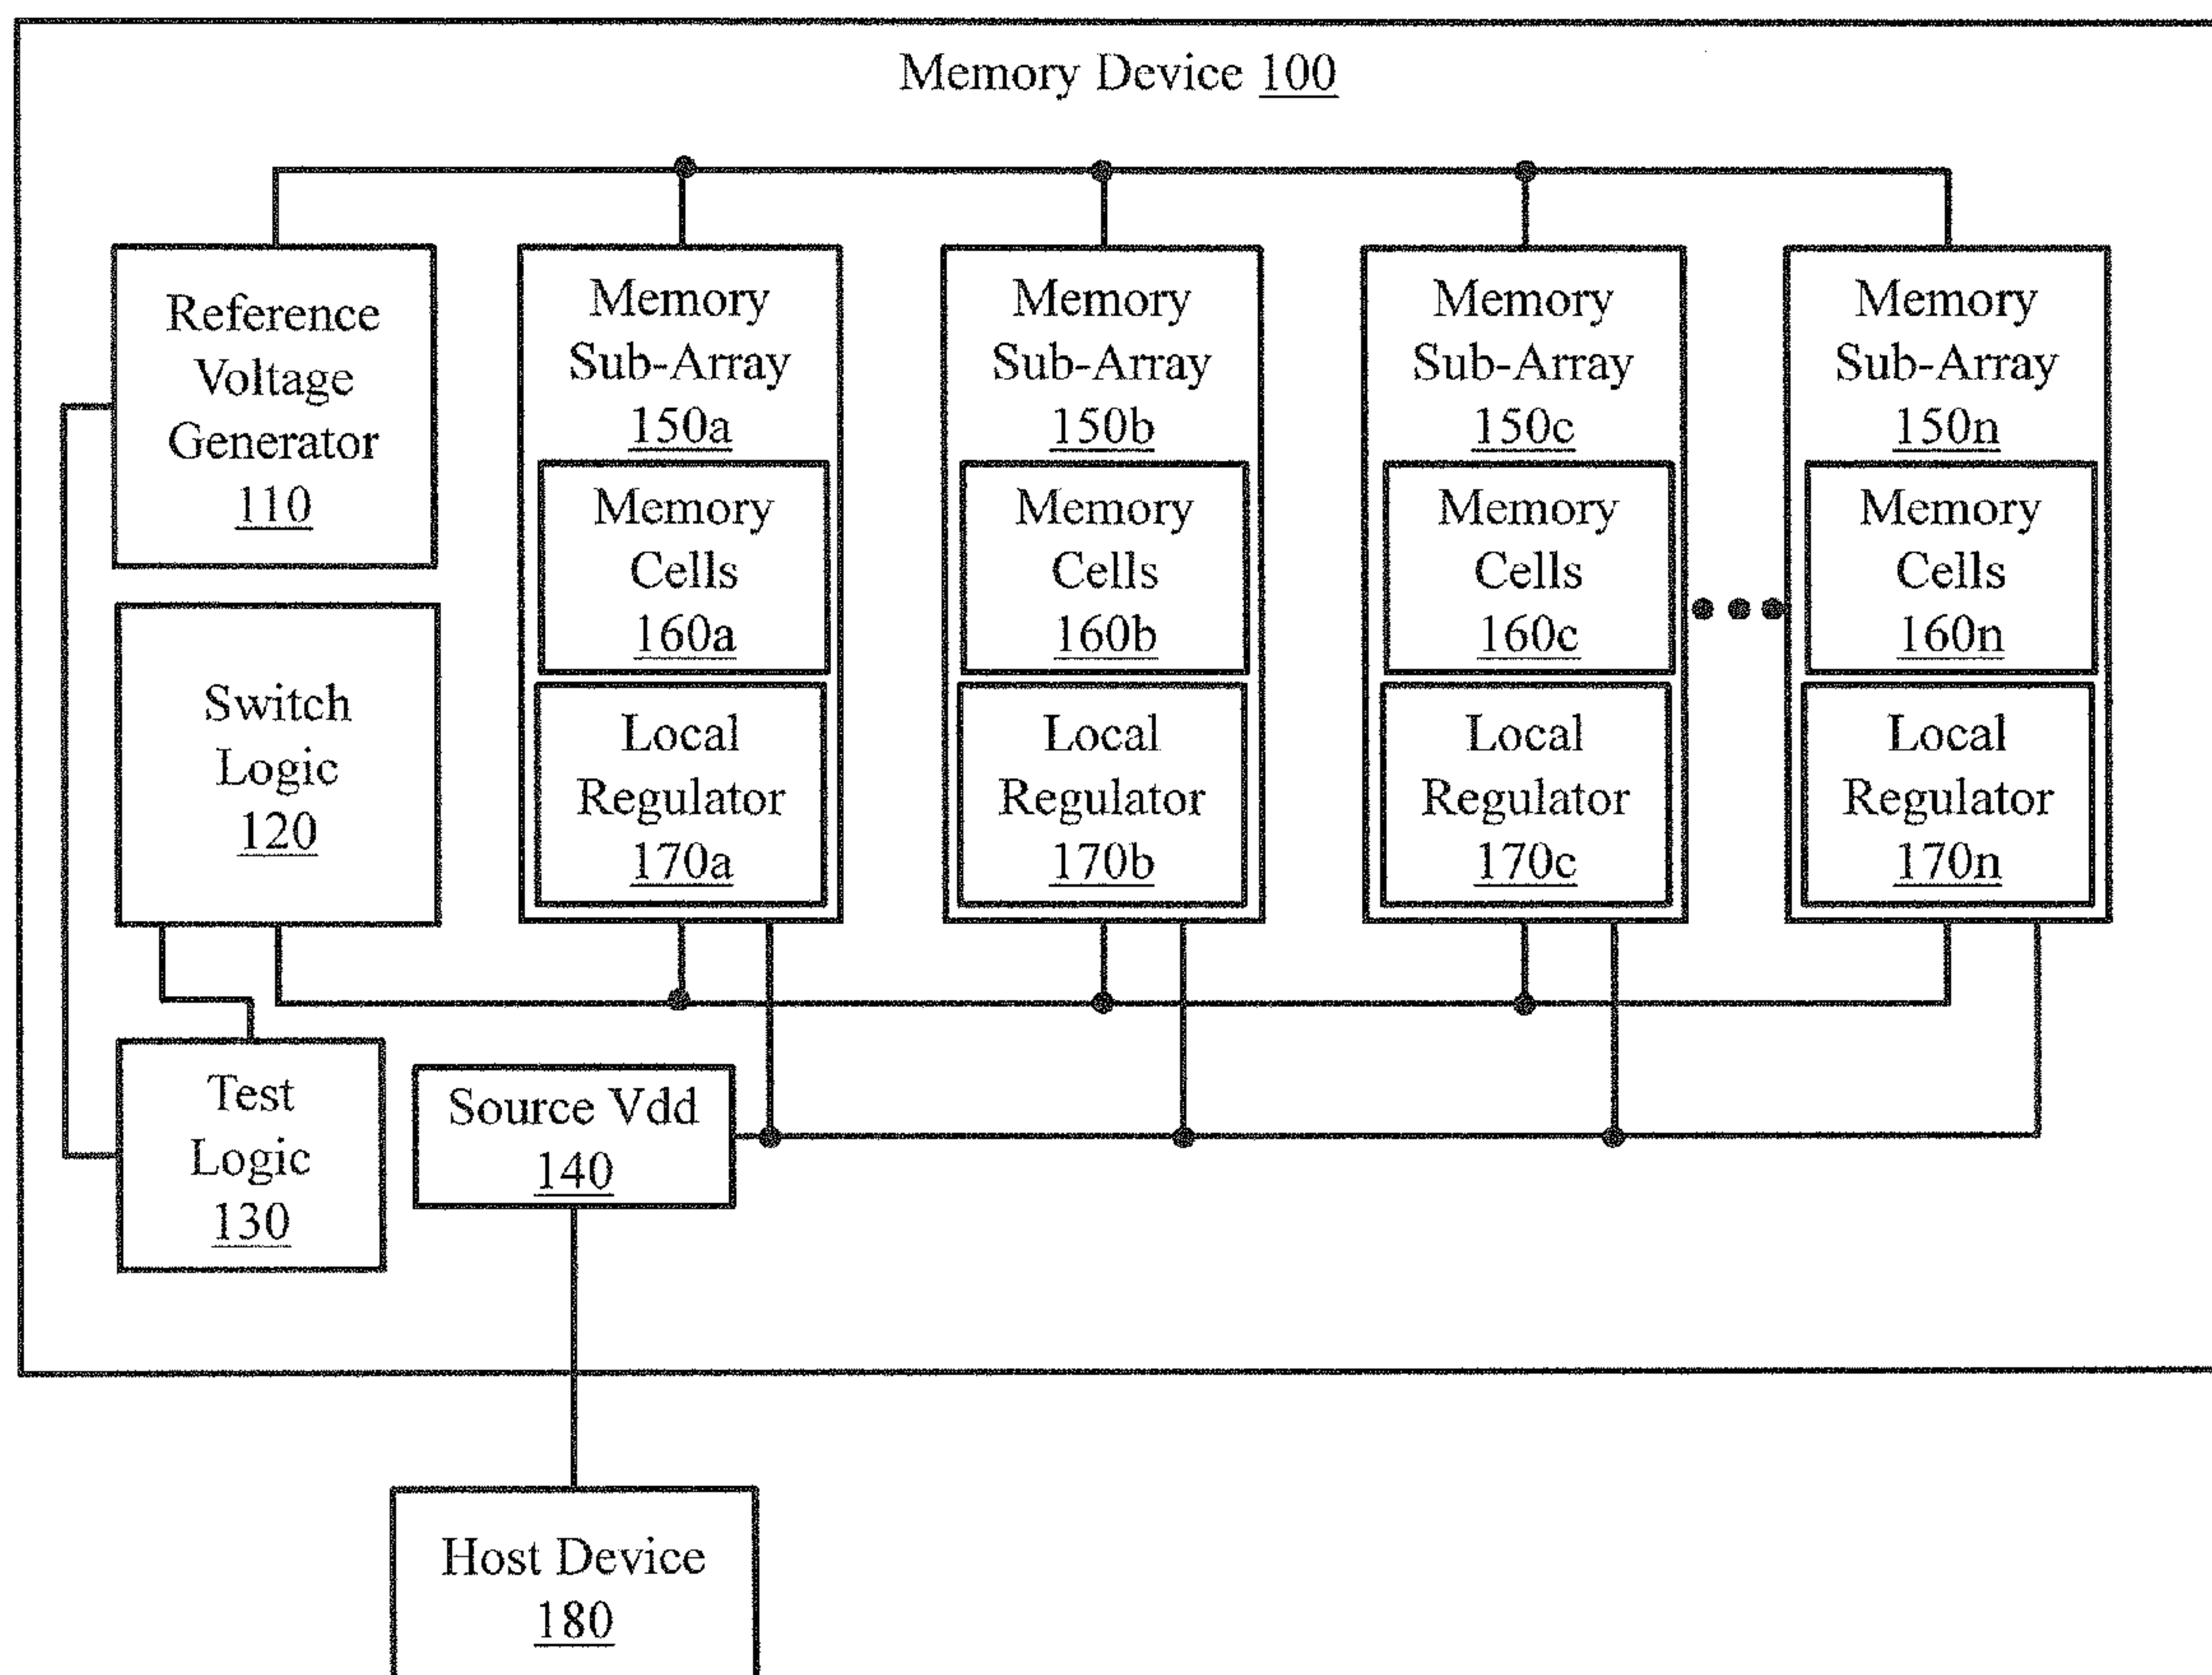 Memory Device 100
Reference
Voltage
Generator
110
Switch
Logic
120
Test
Logic
130
Source Vdd
140
Memory
Sub-Array
150a
Memory
Cells
160a
Local
Regulator
170a
Memory
Sub-Array
150b
Memory
Cells
160b
Local
Regulator
170b
Memory
Sub-Array
150c
Memory
Cells
160c
Local
Regulator
170c
Memory
Sub-Array
150n
Memory
Cells
160n
Local
Regulator
170n
Host Device
180